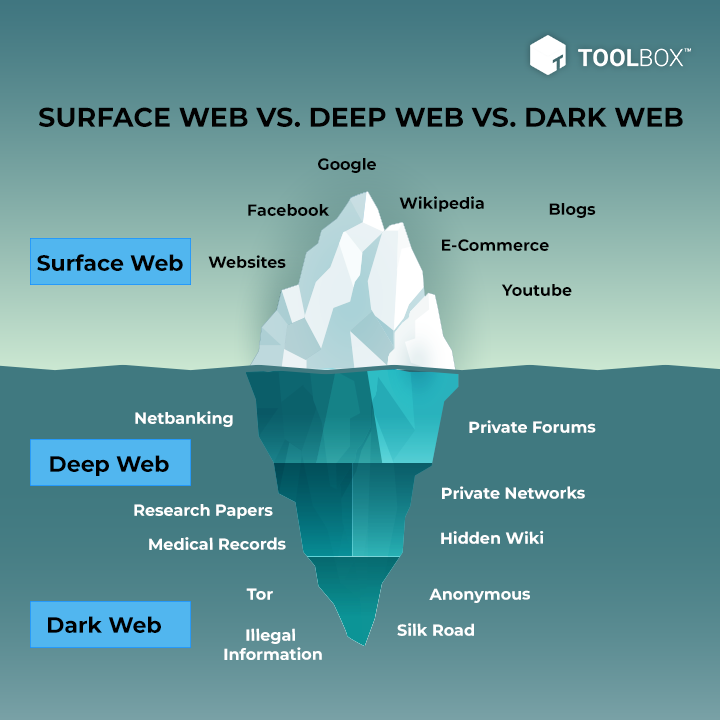 TOOLBOX™
SURFACE WEB VS. DEEP WEB VS. DARK WEB
Google
Facebook
Wikipedia
Blogs
Surface Web
Websites
E-Commerce
Youtube
Netbanking
Private Forums
Deep Web
Research Papers
Private Networks
Medical Records
Hidden Wiki
Tor
Anonymous
Dark Web
Illegal
Information
Silk Road